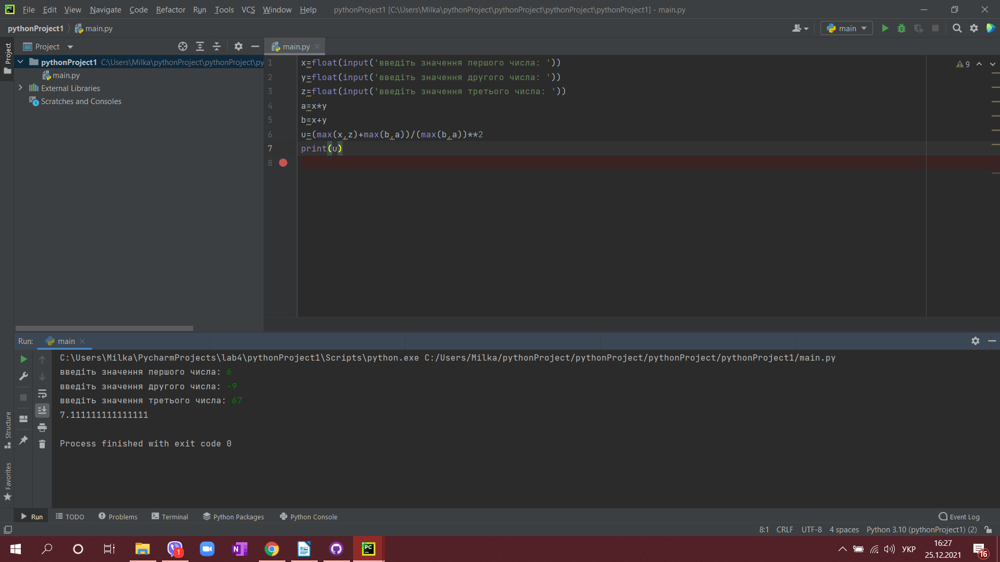 File Edit View Navigate Code Refactor Run Tools VCS Window Help pythonProject1 [C:\Users\Milka\pythonProject\pythonProject\pythonProject\pythonProject1] - main.py
pythonProject1 main.py main
Project main.py
Project
pythonProject1 C:\Users\Milka\pythonProject\pythonProject\py
main.py
External Libraries
Scratches and Consoles
9
1 x=float(input('введіть значення першого числа: '))
2 y=float(input('введіть значення другого числа: '))
3 z=float(input('введіть значення третього числа: '))
4 a=x*y
5 b=x+y
6 u=(max(x,z)+max(b,a))/(max(b,a))**2
7 print(u)
8
Run: main
C:\Users\Milka\PycharmProjects\lab4\pythonProject1\Scripts\python.exe C:/Users/Milka/pythonProject/pythonProject/pythonProject/pythonProject1/main.py
введіть значення першого числа: 6
введіть значення другого числа: -9
введіть значення третього числа: 67
7.111111111111111
Process finished with exit code 0
Structure
Favorites
Run TODO Problems Terminal Python Packages Python Console Event Log
8:1 CRLF UTF-8 4 spaces Python 3.10 (pythonProject1) (2)
1 N PC УКР 16:27
25.12.2021 16